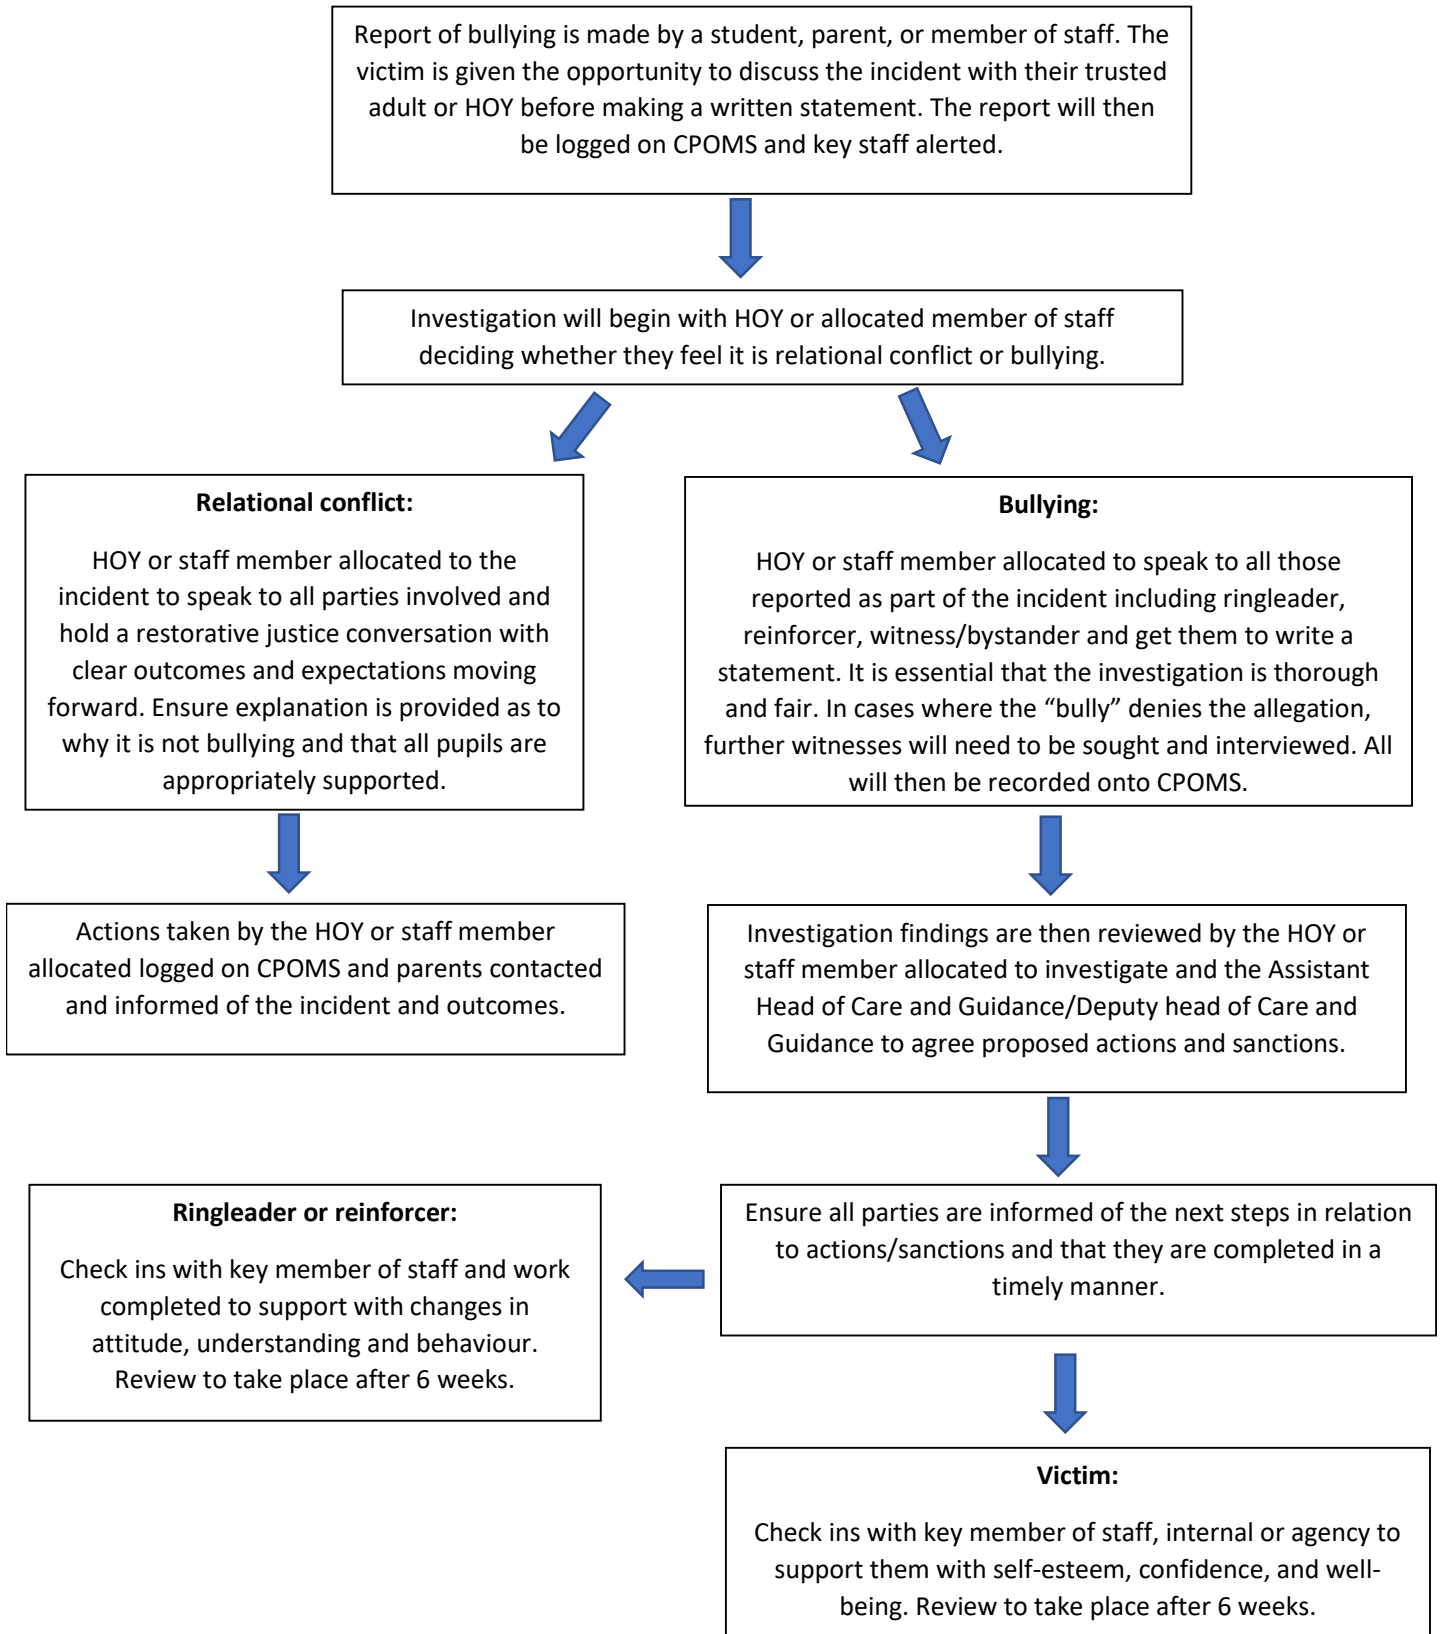 Report of bullying is made by a student, parent, or member of staff. The
victim is given the opportunity to discuss the incident with their trusted
adult or HOY before making a written statement. The report will then
be logged on CPOMS and key staff alerted.
Investigation will begin with HOY or allocated member of staff
deciding whether they feel it is relational conflict or bullying.
Relational conflict:
HOY or staff member allocated to the
incident to speak to all parties involved and
hold a restorative justice conversation with
clear outcomes and expectations moving
forward. Ensure explanation is provided as to
why it is not bullying and that all pupils are
appropriately supported.
Bullying:
HOY or staff member allocated to speak to all those
reported as part of the incident including ringleader,
reinforcer, witness/bystander and get them to write a
statement. It is essential that the investigation is thorough
and fair. In cases where the “bully” denies the allegation,
further witnesses will need to be sought and interviewed. All
will then be recorded onto CPOMS.
Actions taken by the HOY or staff member
allocated logged on CPOMS and parents contacted
and informed of the incident and outcomes.
Investigation findings are then reviewed by the HOY or
staff member allocated to investigate and the Assistant
Head of Care and Guidance/Deputy head of Care and
Guidance to agree proposed actions and sanctions.
Ringleader or reinforcer:
Check ins with key member of staff and work
completed to support with changes in
attitude, understanding and behaviour.
Review to take place after 6 weeks.
Ensure all parties are informed of the next steps in relation
to actions/sanctions and that they are completed in a
timely manner.
Victim:
Check ins with key member of staff, internal or agency to
support them with self-esteem, confidence, and well-
being. Review to take place after 6 weeks.